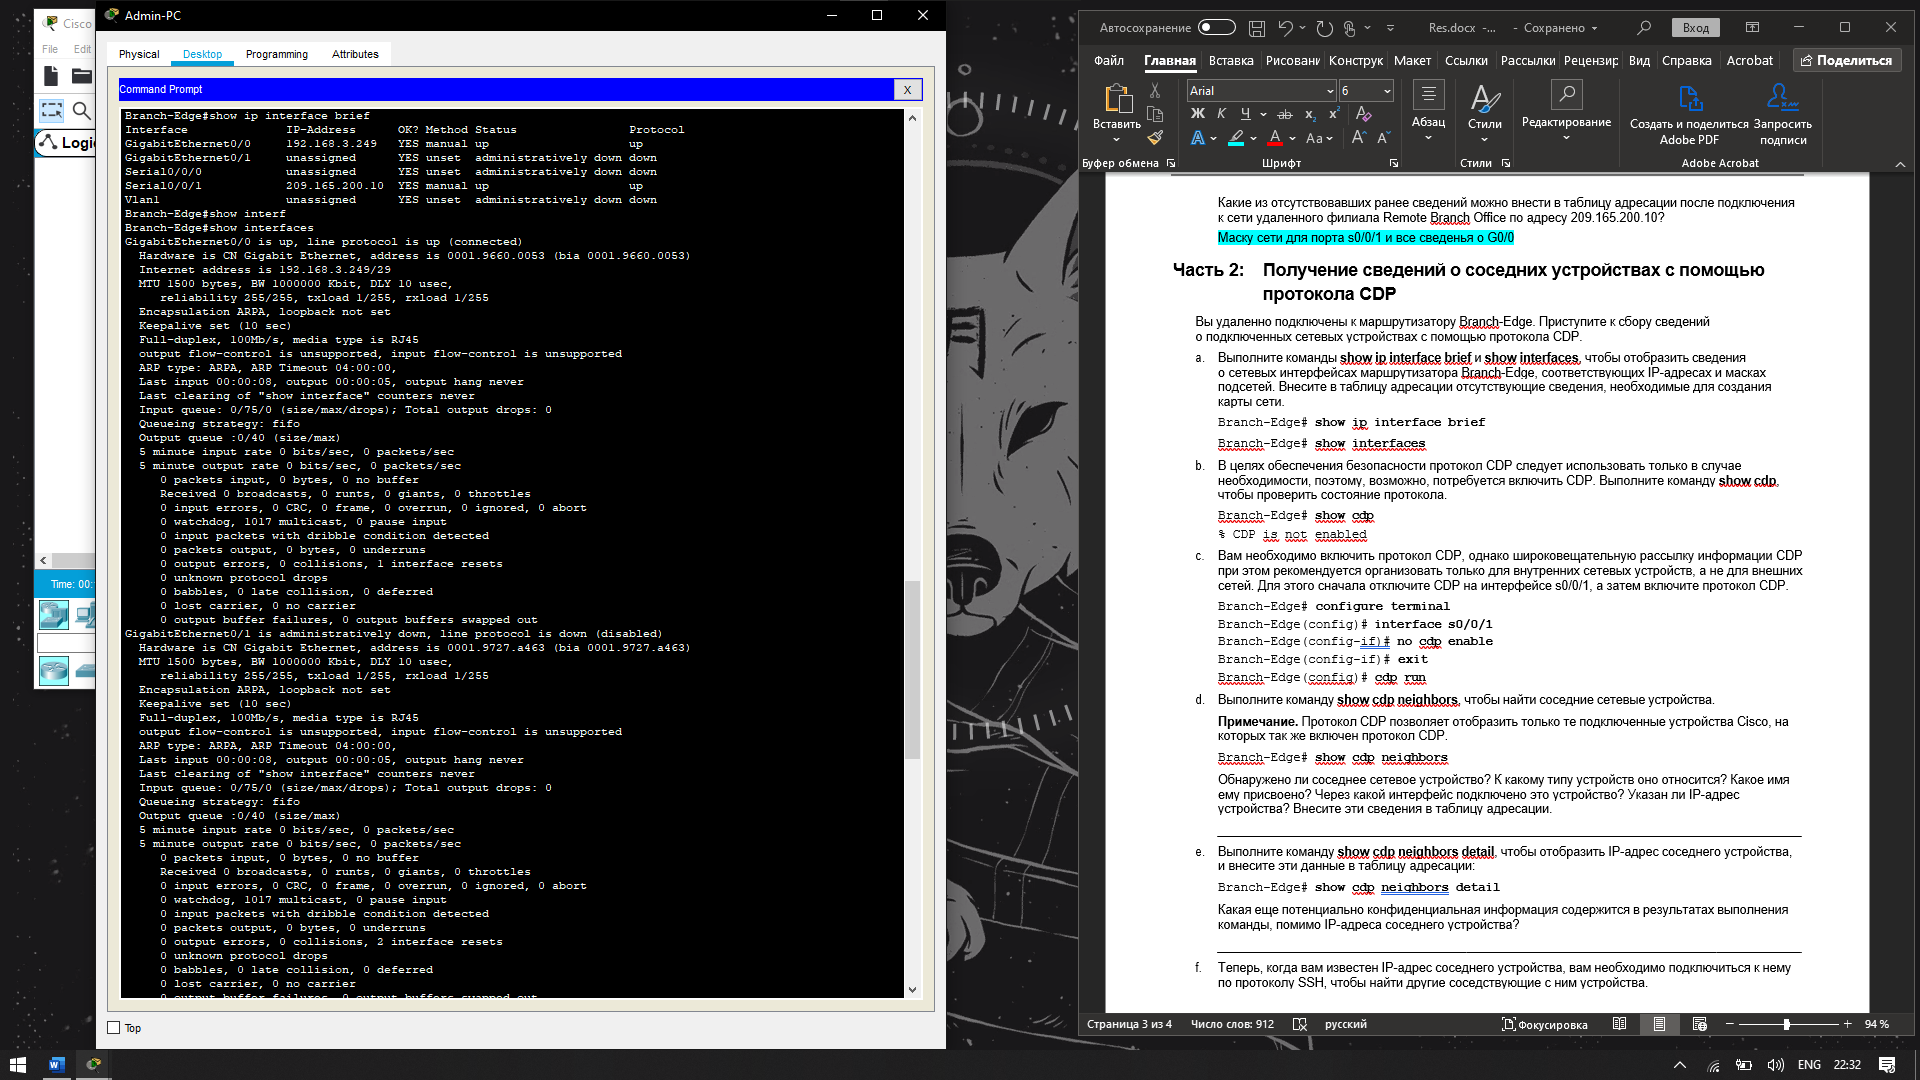 Cisco
File Edit
Logic
Time: 00:
Admin-PC
Physical Desktop Programming Attributes
Command Prompt X
Branch-Edge#show ip interface brief
Interface IP-Address OK? Method Status Protocol
GigabitEthernet0/0 192.168.3.249 YES manual up up
GigabitEthernet0/1 unassigned YES unset administratively down down
Serial0/0/0 unassigned YES unset administratively down down
Serial0/0/1 209.165.200.10 YES manual up up
Vlan1 unassigned YES unset administratively down down
Branch-Edge#show interf
Branch-Edge#show interfaces
GigabitEthernet0/0 is up, line protocol is up (connected)
Hardware is CN Gigabit Ethernet, address is 0001.9660.0053 (bia 0001.9660.0053)
Internet address is 192.168.3.249/29
MTU 1500 bytes, BW 1000000 Kbit, DLY 10 usec,
reliability 255/255, txload 1/255, rxload 1/255
Encapsulation ARPA, loopback not set
Keepalive set (10 sec)
Full-duplex, 100Mb/s, media type is RJ45
output flow-control is unsupported, input flow-control is unsupported
ARP type: ARPA, ARP Timeout 04:00:00,
Last input 00:00:08, output 00:00:05, output hang never
Last clearing of "show interface" counters never
Input queue: 0/75/0 (size/max/drops); Total output drops: 0
Queueing strategy: fifo
Output queue :0/40 (size/max)
5 minute input rate 0 bits/sec, 0 packets/sec
5 minute output rate 0 bits/sec, 0 packets/sec
0 packets input, 0 bytes, 0 no buffer
Received 0 broadcasts, 0 runts, 0 giants, 0 throttles
0 input errors, 0 CRC, 0 frame, 0 overrun, 0 ignored, 0 abort
0 watchdog, 1017 multicast, 0 pause input
0 input packets with dribble condition detected
0 packets output, 0 bytes, 0 underruns
0 output errors, 0 collisions, 1 interface resets
0 unknown protocol drops
0 babbles, 0 late collision, 0 deferred
0 lost carrier, 0 no carrier
0 output buffer failures, 0 output buffers swapped out
GigabitEthernet0/1 is administratively down, line protocol is down (disabled)
Hardware is CN Gigabit Ethernet, address is 0001.9727.a463 (bia 0001.9727.a463)
MTU 1500 bytes, BW 1000000 Kbit, DLY 10 usec,
reliability 255/255, txload 1/255, rxload 1/255
Encapsulation ARPA, loopback not set
Keepalive set (10 sec)
Full-duplex, 100Mb/s, media type is RJ45
output flow-control is unsupported, input flow-control is unsupported
ARP type: ARPA, ARP Timeout 04:00:00,
Last input 00:00:08, output 00:00:05, output hang never
Last clearing of "show interface" counters never
Input queue: 0/75/0 (size/max/drops); Total output drops: 0
Queueing strategy: fifo
Output queue :0/40 (size/max)
5 minute input rate 0 bits/sec, 0 packets/sec
5 minute output rate 0 bits/sec, 0 packets/sec
0 packets input, 0 bytes, 0 no buffer
Received 0 broadcasts, 0 runts, 0 giants, 0 throttles
0 input errors, 0 CRC, 0 frame, 0 overrun, 0 ignored, 0 abort
0 watchdog, 1017 multicast, 0 pause input
0 input packets with dribble condition detected
0 packets output, 0 bytes, 0 underruns
0 output errors, 0 collisions, 2 interface resets
0 unknown protocol drops
0 babbles, 0 late collision, 0 deferred
0 lost carrier, 0 no carrier
0 output buffer failures, 0 output buffers swapped out
Top
Автосохранение Res.docx -... - Сохранено Вход
Файл Главная Вставка Рисовани Конструк Макет Ссылки Рассылки Рецензир Вид Справка Acrobat Поделиться
Вставить
Arial 6
Ж К Ч ab x₂ x² A
A A Aa A A
Абзац
Стили
Редактирование
Создать и поделиться Adobe PDF
Запросить подписи
Буфер обмена Шрифт Стили Adobe Acrobat
Какие из отсутствовавших ранее сведений можно внести в таблицу адресации после подключения
к сети удаленного филиала Remote Branch Office по адресу 209.165.200.10?
Маску сети для порта s0/0/1 и все сведенья о G0/0
Часть 2: Получение сведений о соседних устройствах с помощью
протокола CDP
Вы удаленно подключены к маршрутизатору Branch-Edge. Приступите к сбору сведений
о подключенных сетевых устройствах с помощью протокола CDP.
a. Выполните команды show ip interface brief и show interfaces, чтобы отобразить сведения
о сетевых интерфейсах маршрутизатора Branch-Edge, соответствующих IP-адресах и масках
подсетей. Внесите в таблицу адресации отсутствующие сведения, необходимые для создания
карты сети.
Branch-Edge# show ip interface brief
Branch-Edge# show interfaces
b. В целях обеспечения безопасности протокол CDP следует использовать только в случае
необходимости, поэтому, возможно, потребуется включить CDP. Выполните команду show cdp,
чтобы проверить состояние протокола.
Branch-Edge# show cdp
% CDP is not enabled
c. Вам необходимо включить протокол CDP, однако широковещательную рассылку информации CDP
при этом рекомендуется организовать только для внутренних сетевых устройств, а не для внешних
сетей. Для этого сначала отключите CDP на интерфейсе s0/0/1, а затем включите протокол CDP.
Branch-Edge# configure terminal
Branch-Edge(config)# interface s0/0/1
Branch-Edge(config-if)# no cdp enable
Branch-Edge(config-if)# exit
Branch-Edge(config)# cdp run
d. Выполните команду show cdp neighbors, чтобы найти соседние сетевые устройства.
Примечание. Протокол CDP позволяет отобразить только те подключенные устройства Cisco, на
которых так же включен протокол CDP.
Branch-Edge# show cdp neighbors
Обнаружено ли соседнее сетевое устройство? К какому типу устройств оно относится? Какое имя
ему присвоено? Через какой интерфейс подключено это устройство? Указан ли IP-адрес
устройства? Внесите эти сведения в таблицу адресации.
e. Выполните команду show cdp neighbors detail, чтобы отобразить IP-адрес соседнего устройства,
и внесите эти данные в таблицу адресации:
Branch-Edge# show cdp neighbors detail
Какая еще потенциально конфиденциальная информация содержится в результатах выполнения
команды, помимо IP-адреса соседнего устройства?
f. Теперь, когда вам известен IP-адрес соседнего устройства, вам необходимо подключиться к нему
по протоколу SSH, чтобы найти другие соседствующие с ним устройства.
Страница 3 из 4 Число слов: 912 русский Фокусировка 94 %
ENG 22:32